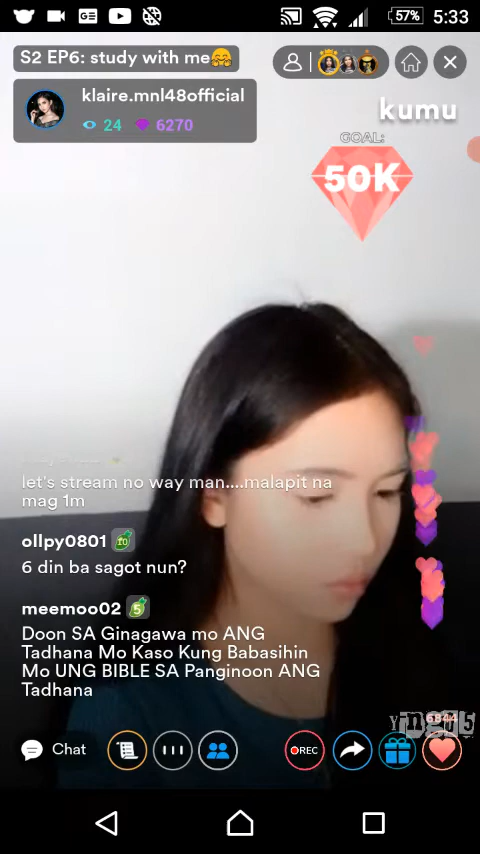 57% 5:33
S2 EP6: study with me🤗
klaire.mnl48official
24 6270
kumu
GOAL:
50K
let's stream no way man....malapit na
mag 1m
ollpy0801 10
6 din ba sagot nun?
meemoo02 5
Doon SA Ginagawa mo ANG
Tadhana Mo Kaso Kung Babasihin
Mo UNG BIBLE SA Panginoon ANG
Tadhana
6844
Chat
REC